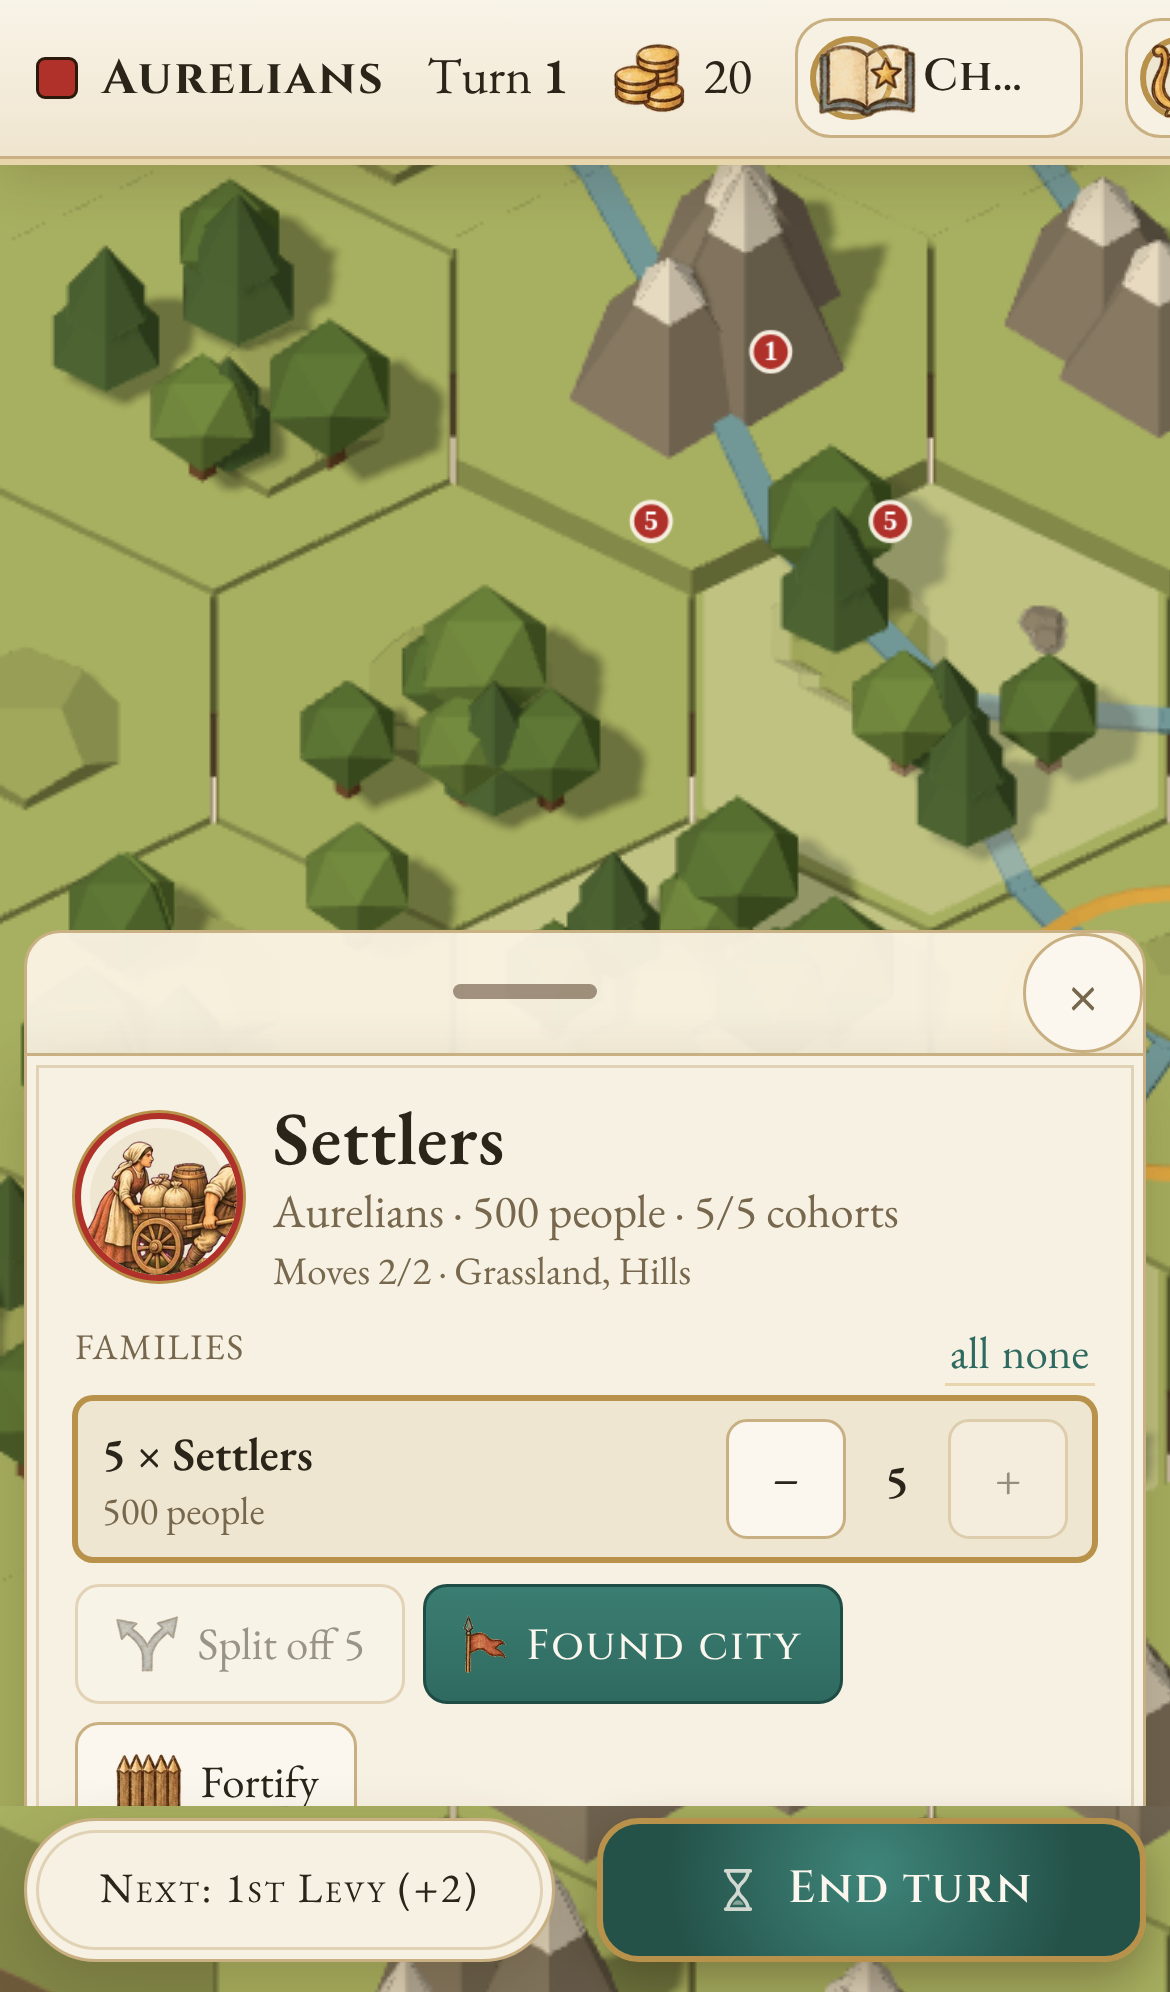 AURELIANS Turn 1 20 CH...
1
5 5
×
Settlers
Aurelians · 500 people · 5/5 cohorts
Moves 2/2 · Grassland, Hills
FAMILIES all none
5 × Settlers
500 people
− 5 +
Split off 5 FOUND CITY
Fortify
NEXT: 1ST LEVY (+2) END TURN